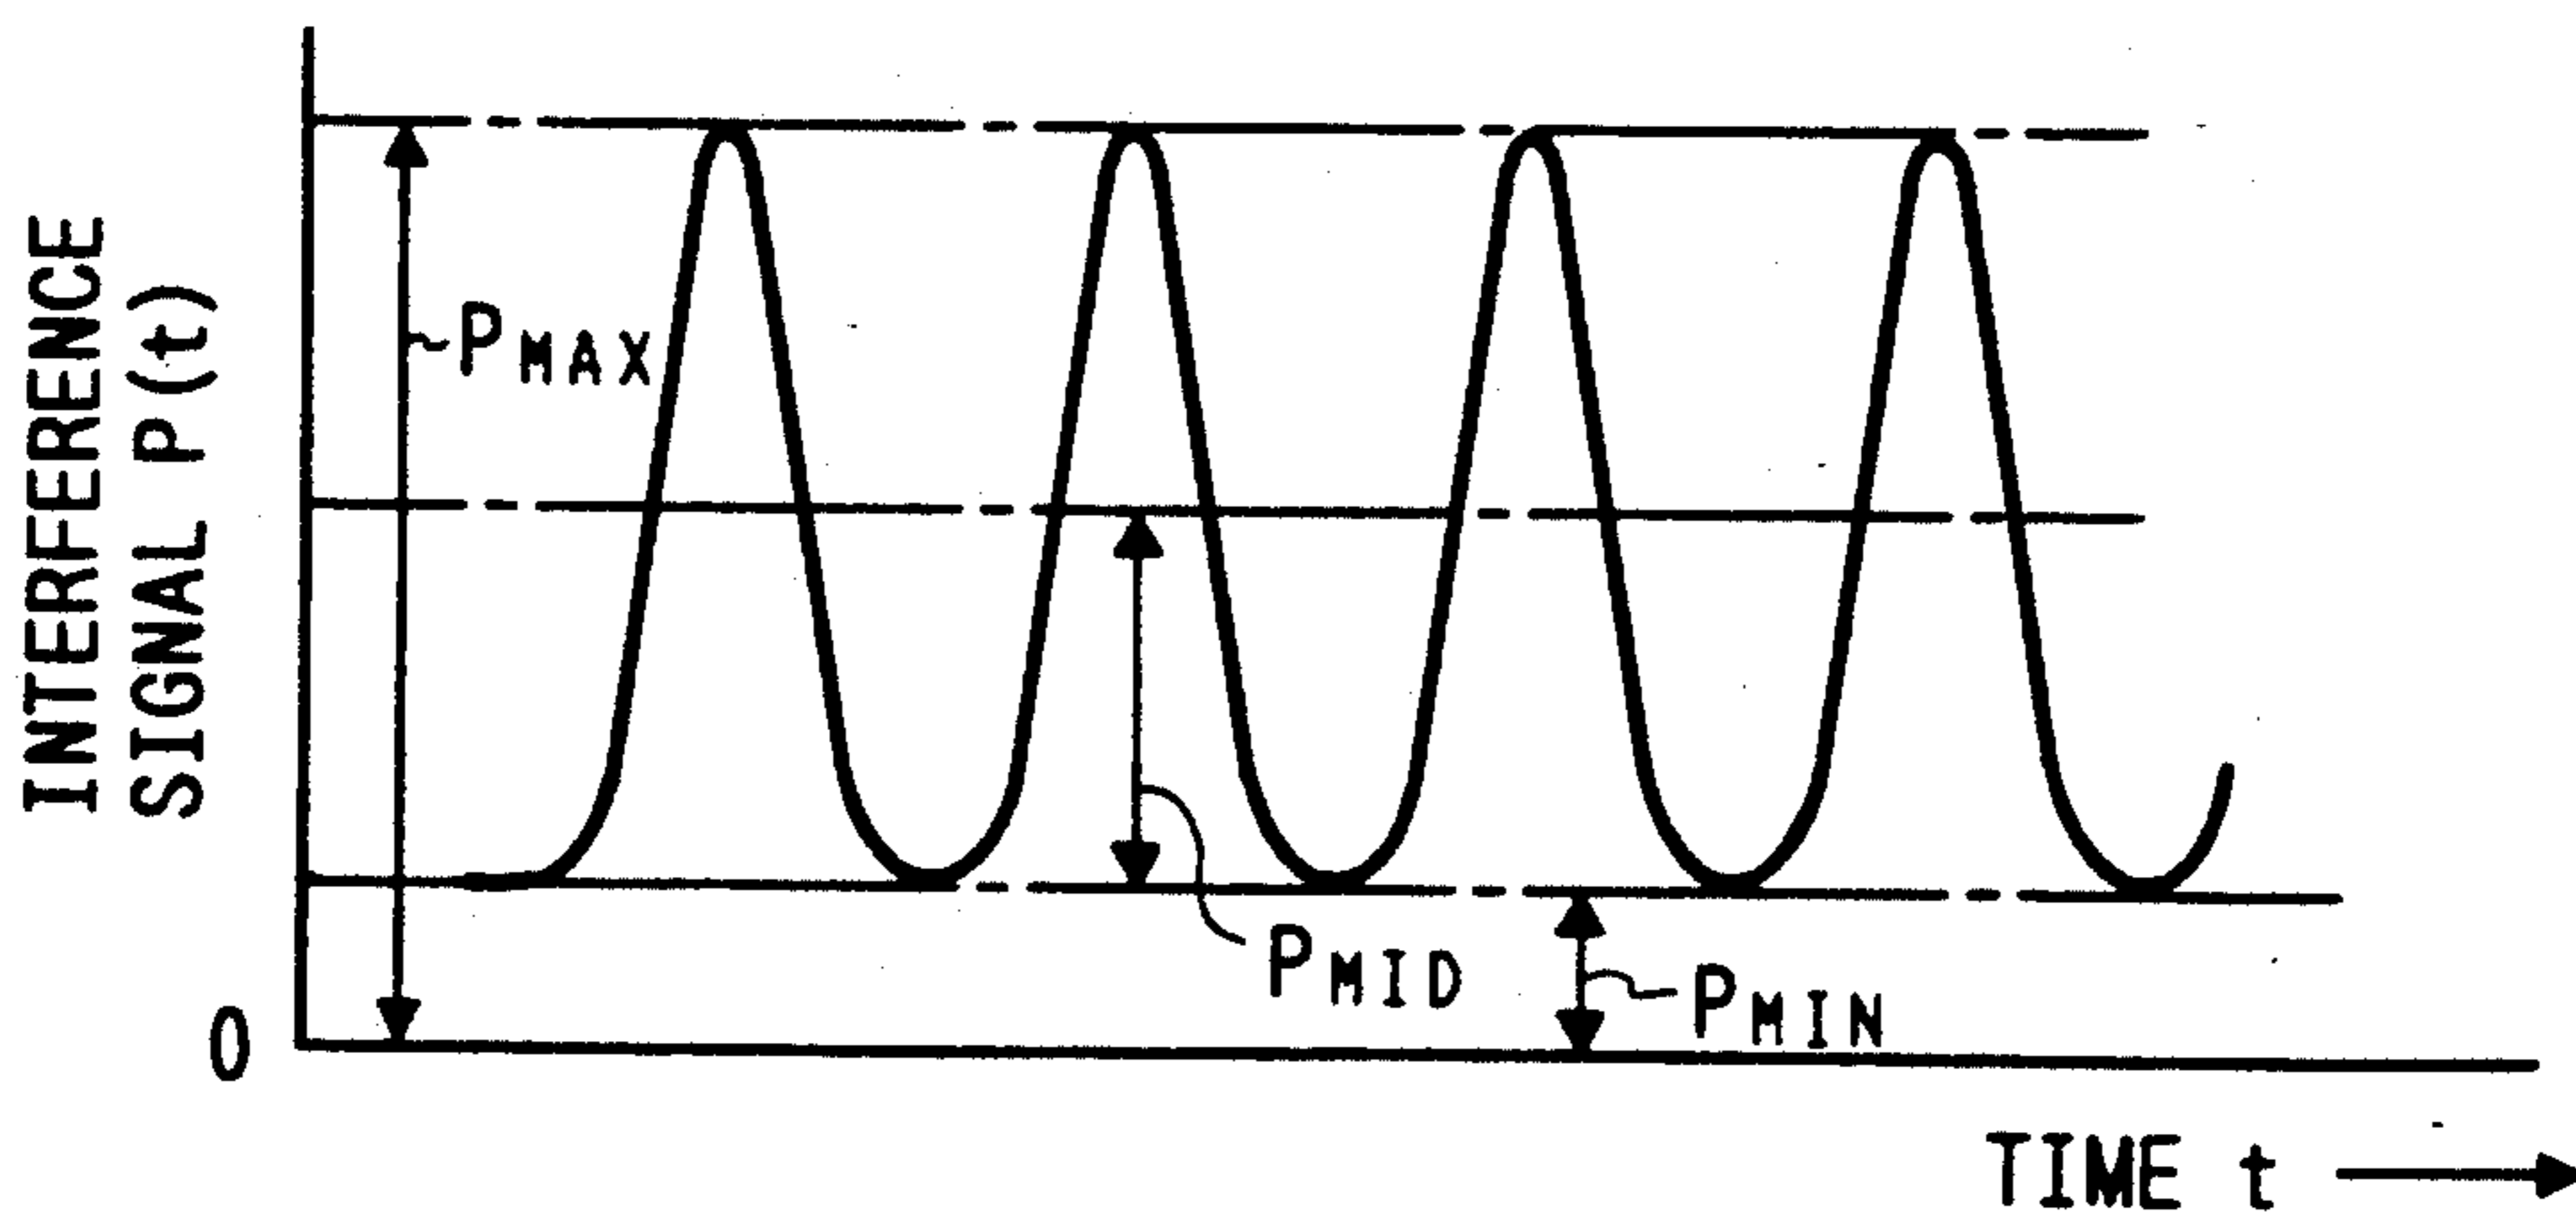 INTERFERENCE
SIGNAL P(t)
PMAX
PMID
PMIN
0
TIME t